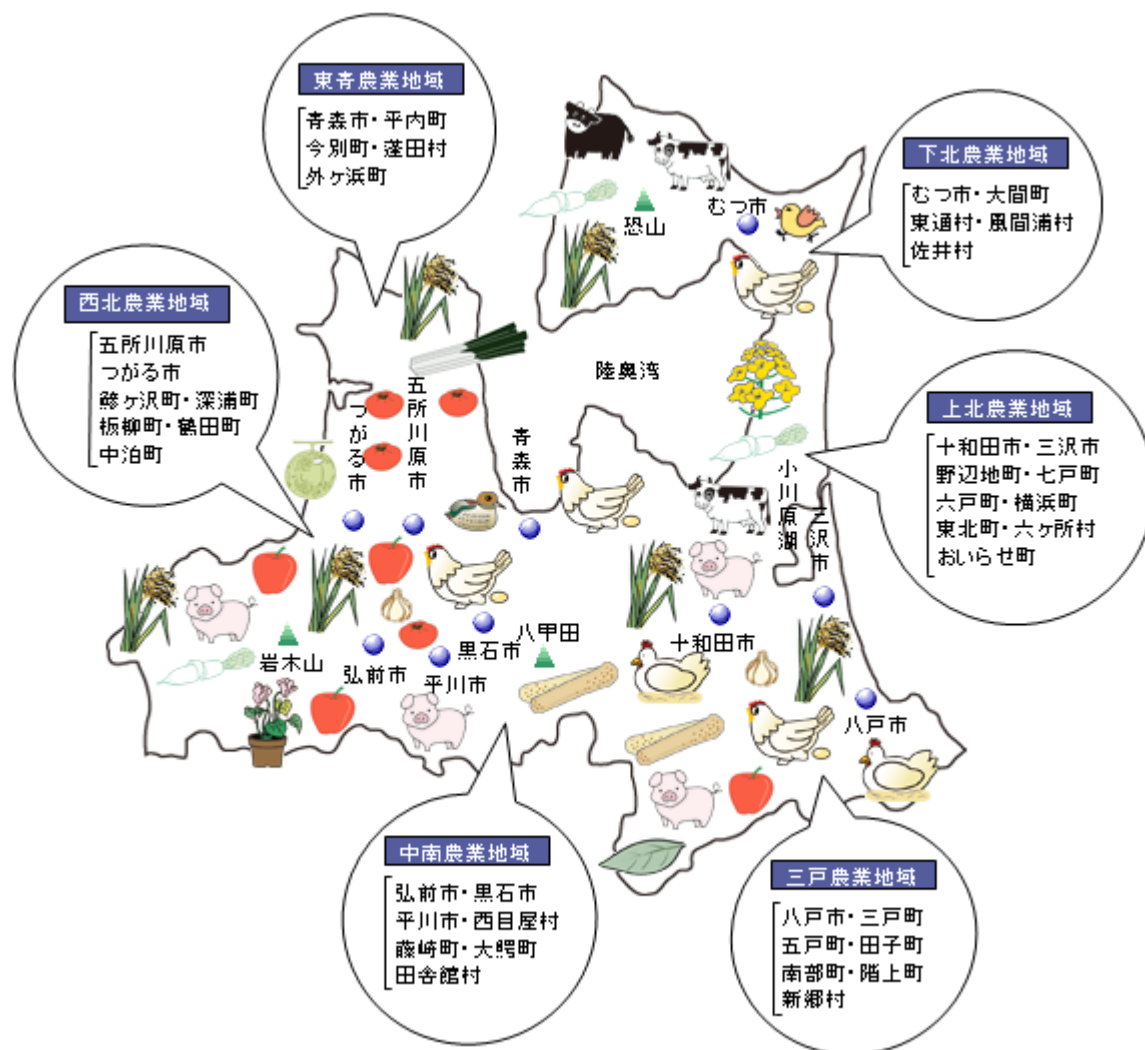 東青農業地域
青森市・平内町
今別町・蓬田村
外ヶ浜町
下北農業地域
むつ市・大間町
東通村・風間浦村
佐井村
西北農業地域
五所川原市
つがる市
鰺ヶ沢町・深浦町
板柳町・鶴田町
中泊町
上北農業地域
十和田市・三沢市
野辺地町・七戸町
六戸町・横浜町
東北町・六ヶ所村
おいらせ町
恐山
むつ市
陸奥湾
つがる市
五所川原市
青森市
小川原湖
三沢市
岩木山
弘前市
平川市
黒石市
八甲田
十和田市
八戸市
中南農業地域
弘前市・黒石市
平川市・西目屋村
藤崎町・大鰐町
田舎館村
三戸農業地域
八戸市・三戸町
五戸町・田子町
南部町・階上町
新郷村